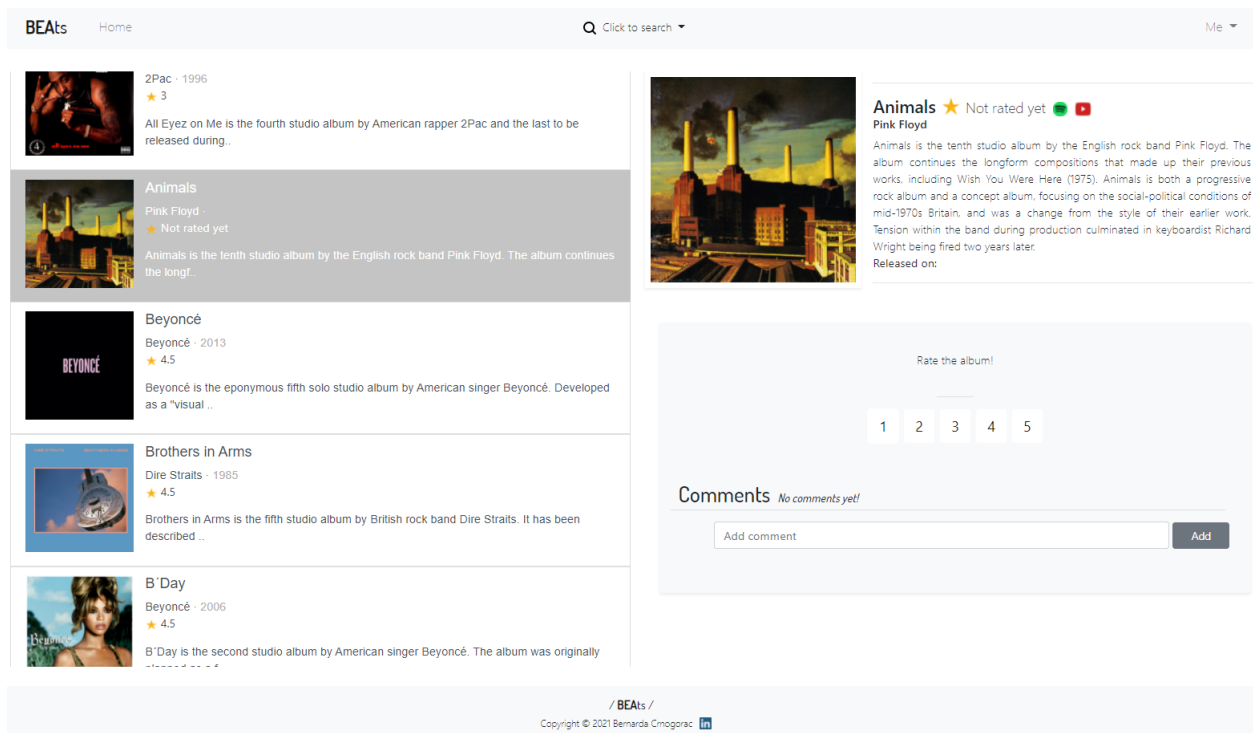 BEAts
Home
Click to search
Me
2Pac · 1996
3
All Eyez on Me is the fourth studio album by American rapper 2Pac and the last to be
released during..
Animals
Pink Floyd ·
Not rated yet
Animals is the tenth studio album by the English rock band Pink Floyd. The album continues
the longf..
BEYONCÉ
Beyoncé
Beyoncé · 2013
4.5
Beyoncé is the eponymous fifth solo studio album by American singer Beyoncé. Developed
as a "visual ..
DIRE STRAITS BROTHERS IN ARMS
Brothers in Arms
Dire Straits · 1985
4.5
Brothers in Arms is the fifth studio album by British rock band Dire Straits. It has been
described ..
Beyoncé
B´Day
Beyoncé · 2006
4.5
B´Day is the second studio album by American singer Beyoncé. The album was originally
Animals Not rated yet
Pink Floyd
Animals is the tenth studio album by the English rock band Pink Floyd. The
album continues the longform compositions that made up their previous
works, including Wish You Were Here (1975). Animals is both a progressive
rock album and a concept album, focusing on the social-political conditions of
mid-1970s Britain, and was a change from the style of their earlier work.
Tension within the band during production culminated in keyboardist Richard
Wright being fired two years later.
Released on:
Rate the album!
1 2 3 4 5
Comments No comments yet!
Add comment
Add
/ BEAts /
Copyright © 2021 Bernarda Crnogorac in